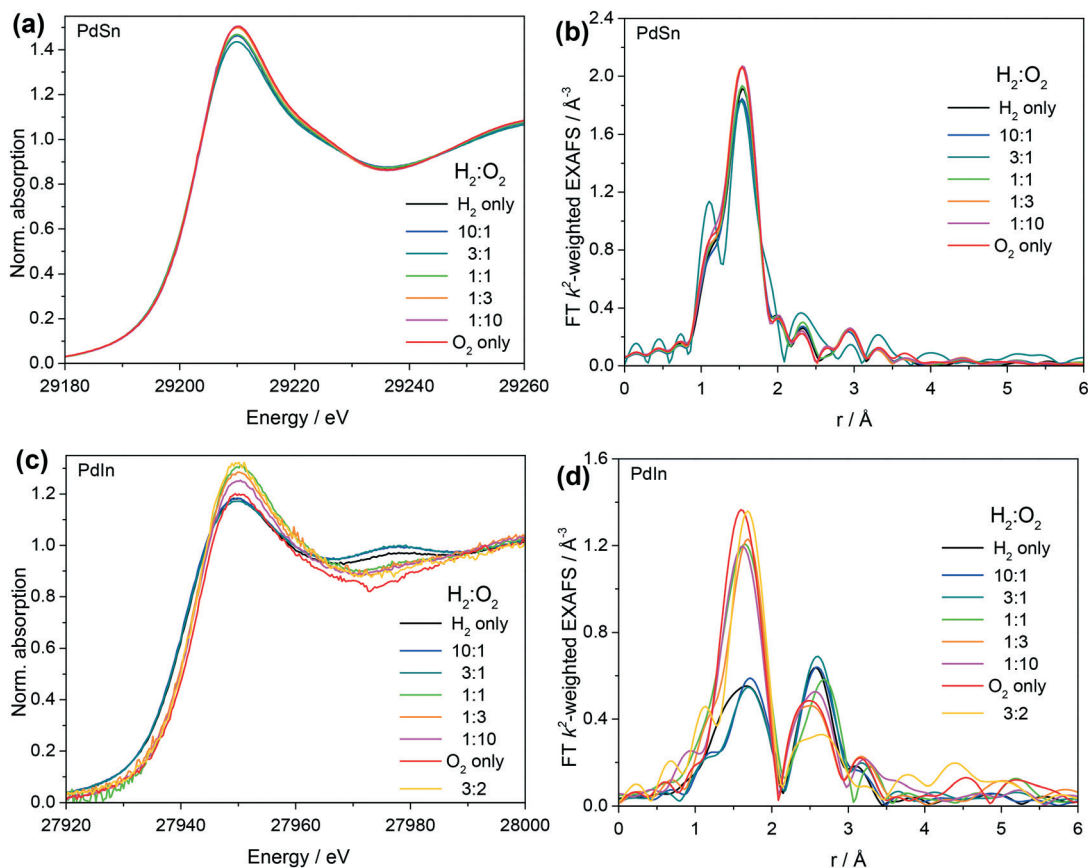 (a)
PdSn
Norm. absorption
1.4
1.2
1.0
0.8
0.6
0.4
0.2
0.0
H₂:O₂
H₂ only
10:1
3:1
1:1
1:3
1:10
O₂ only
29180 29200 29220 29240 29260
Energy / eV
(b)
PdSn
FT k²-weighted EXAFS / Å⁻³
2.4
2.0
1.6
1.2
0.8
0.4
0.0
H₂:O₂
H₂ only
10:1
3:1
1:1
1:3
1:10
O₂ only
0 1 2 3 4 5 6
r / Å
(c)
PdIn
Norm. absorption
1.2
1.0
0.8
0.6
0.4
0.2
0.0
H₂:O₂
H₂ only
10:1
3:1
1:1
1:3
1:10
O₂ only
3:2
27920 27940 27960 27980 28000
Energy / eV
(d)
PdIn
FT k²-weighted EXAFS / Å⁻³
1.6
1.2
0.8
0.4
0.0
H₂:O₂
H₂ only
10:1
3:1
1:1
1:3
1:10
O₂ only
3:2
0 1 2 3 4 5 6
r / Å